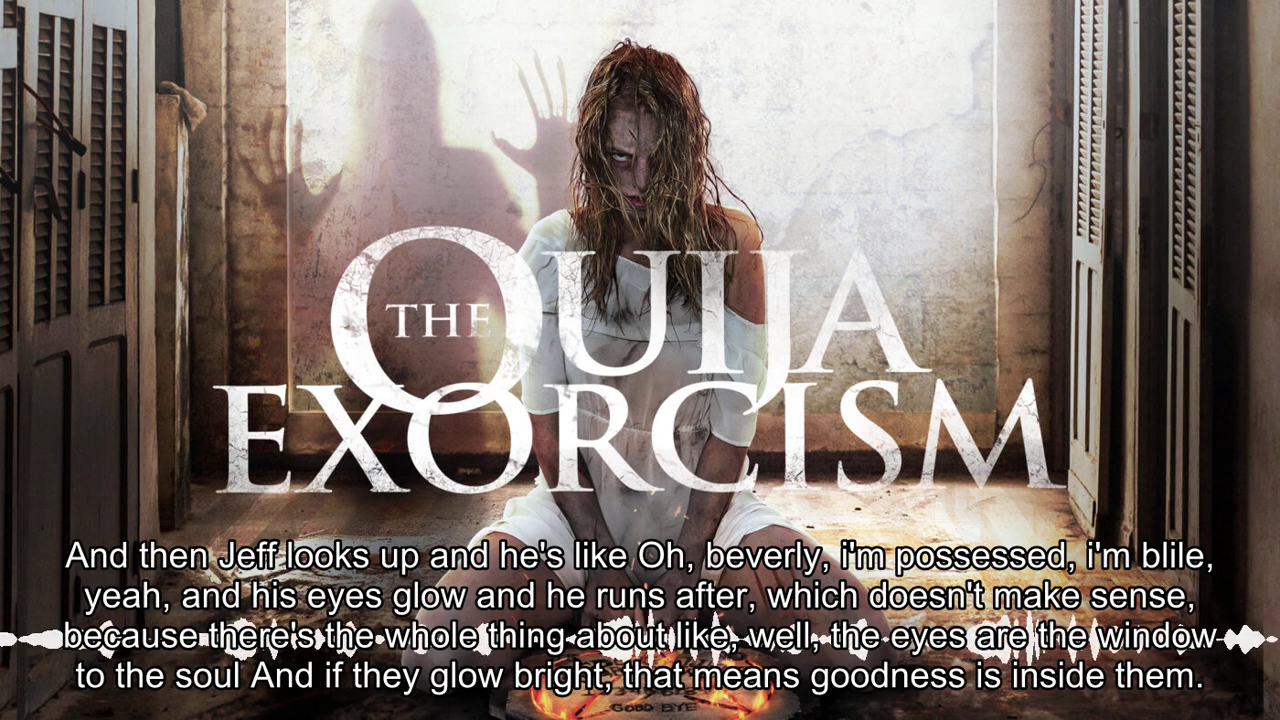 THE OUIJA
EXORCISM
And then Jeff looks up and he's like Oh, beverly, i'm possessed, i'm blile,
yeah, and his eyes glow and he runs after, which doesn't make sense,
because there's the whole thing about like, well, the eyes are the window
to the soul And if they glow bright, that means goodness is inside them.
GOOD BYE